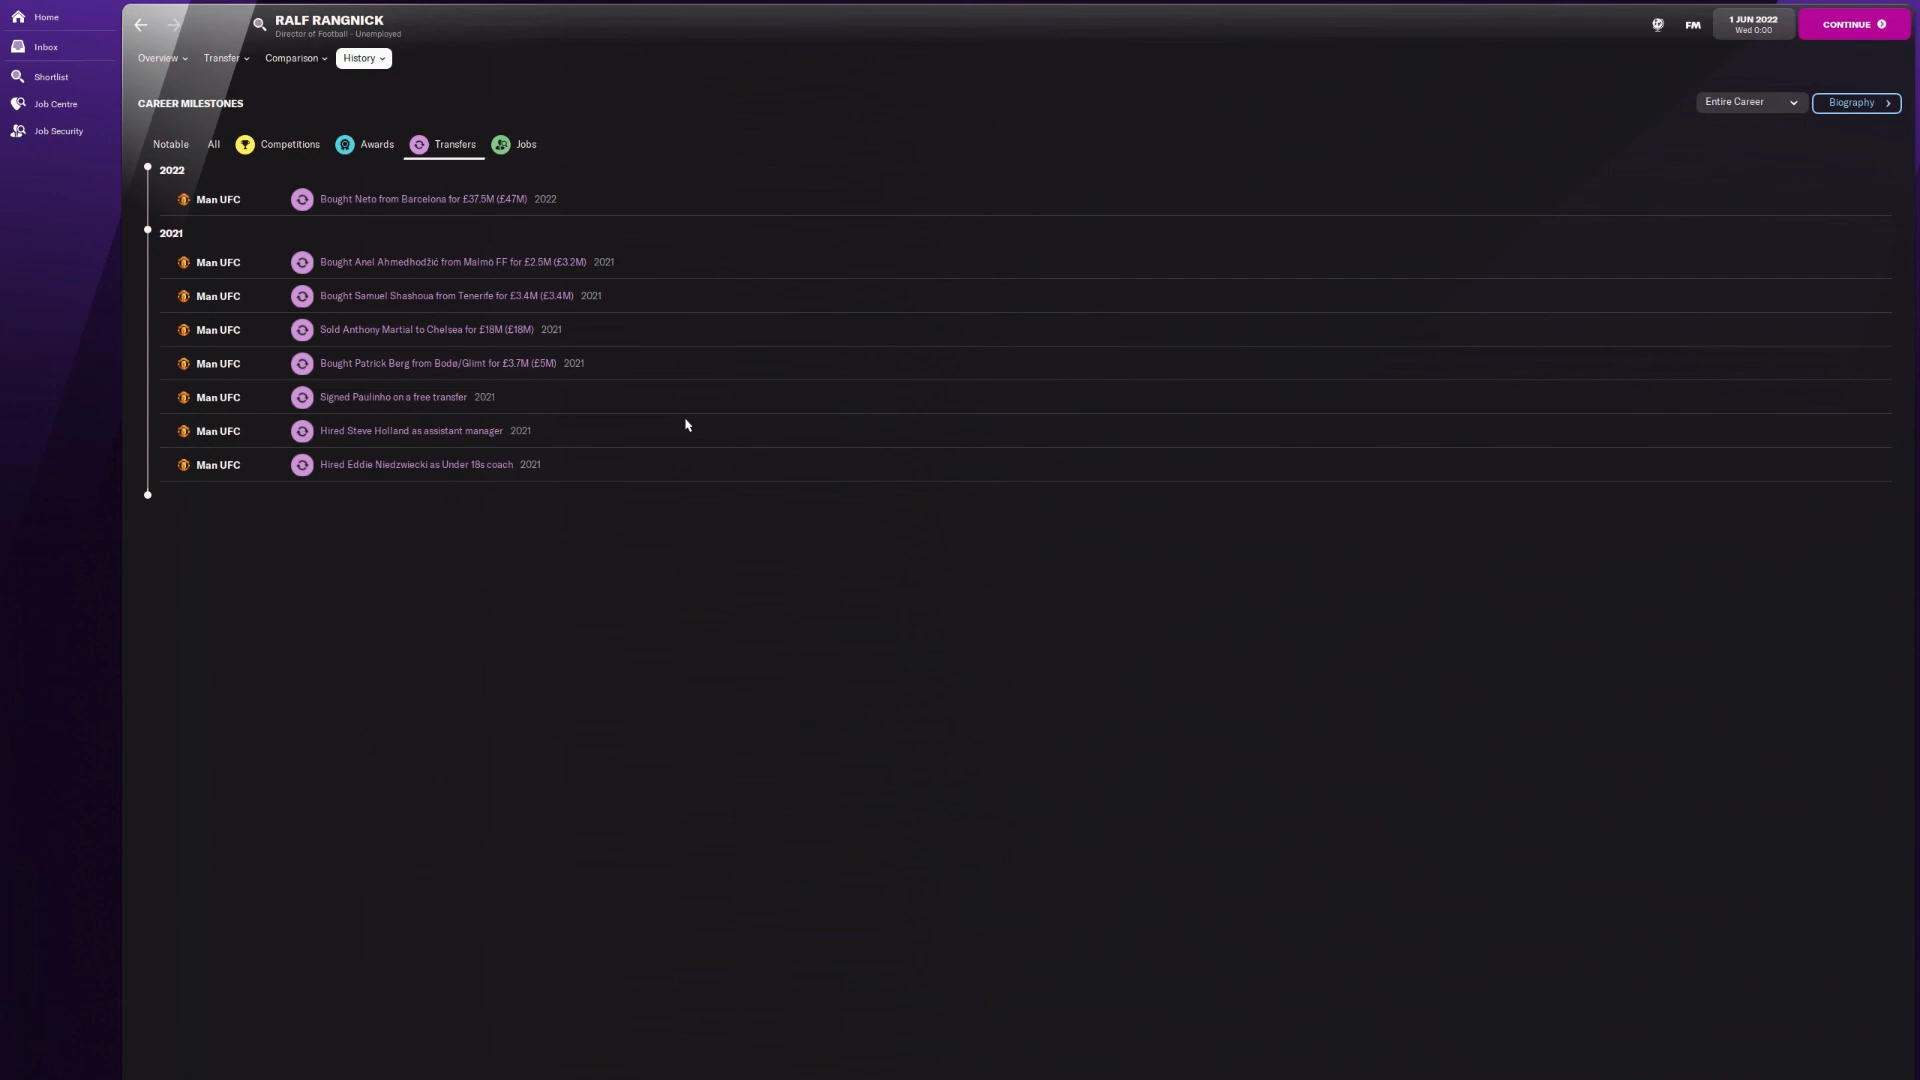 Home
Inbox
Shortlist
Job Centre
Job Security
RALF RANGNICK
Director of Football - Unemployed
FM
1 JUN 2022
Wed 0:00
CONTINUE
Overview
Transfer
Comparison
History
CAREER MILESTONES
Entire Career
Biography
Notable
All
Competitions
Awards
Transfers
Jobs
2022
Man UFC Bought Neto from Barcelona for £37.5M (£47M) 2022
2021
Man UFC Bought Anel Ahmedhodžić from Malmö FF for £2.5M (£3.2M) 2021
Man UFC Bought Samuel Shashoua from Tenerife for £3.4M (£3.4M) 2021
Man UFC Sold Anthony Martial to Chelsea for £18M (£18M) 2021
Man UFC Bought Patrick Berg from Bodø/Glimt for £3.7M (£5M) 2021
Man UFC Signed Paulinho on a free transfer 2021
Man UFC Hired Steve Holland as assistant manager 2021
Man UFC Hired Eddie Niedzwiecki as Under 18s coach 2021